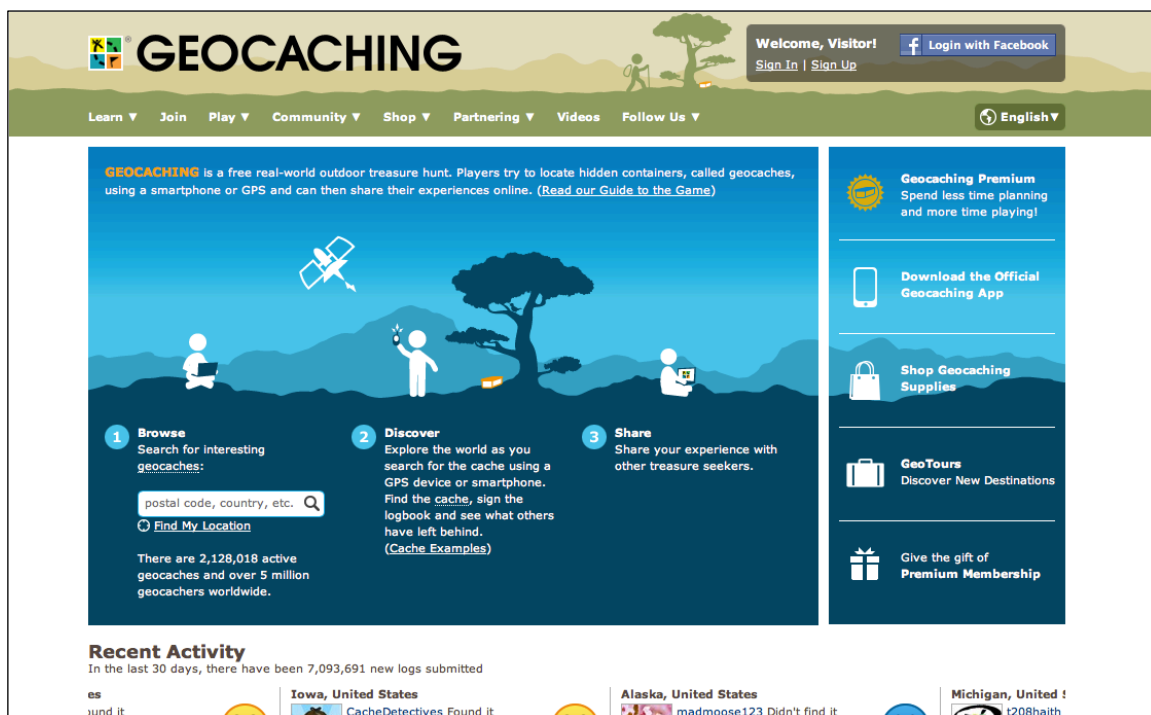 GEOCACHING
Welcome, Visitor!
Login with Facebook
Sign In | Sign Up
Learn ▼ Join Play ▼ Community ▼ Shop ▼ Partnering ▼ Videos Follow Us ▼
English▼
GEOCACHING is a free real-world outdoor treasure hunt. Players try to locate hidden containers, called geocaches,
using a smartphone or GPS and can then share their experiences online. (Read our Guide to the Game)
1 Browse
Search for interesting
geocaches:
postal code, country, etc.
Find My Location
There are 2,128,018 active
geocaches and over 5 million
geocachers worldwide.
2 Discover
Explore the world as you
search for the cache using a
GPS device or smartphone.
Find the cache, sign the
logbook and see what others
have left behind.
(Cache Examples)
3 Share
Share your experience with
other treasure seekers.
Geocaching Premium
Spend less time planning
and more time playing!
Download the Official
Geocaching App
Shop Geocaching
Supplies
GeoTours
Discover New Destinations
Give the gift of
Premium Membership
Recent Activity
In the last 30 days, there have been 7,093,691 new logs submitted
es
ound it
Iowa, United States
CacheDetectives Found it
Alaska, United States
madmoose123 Didn't find it
Michigan, United S
t208haith